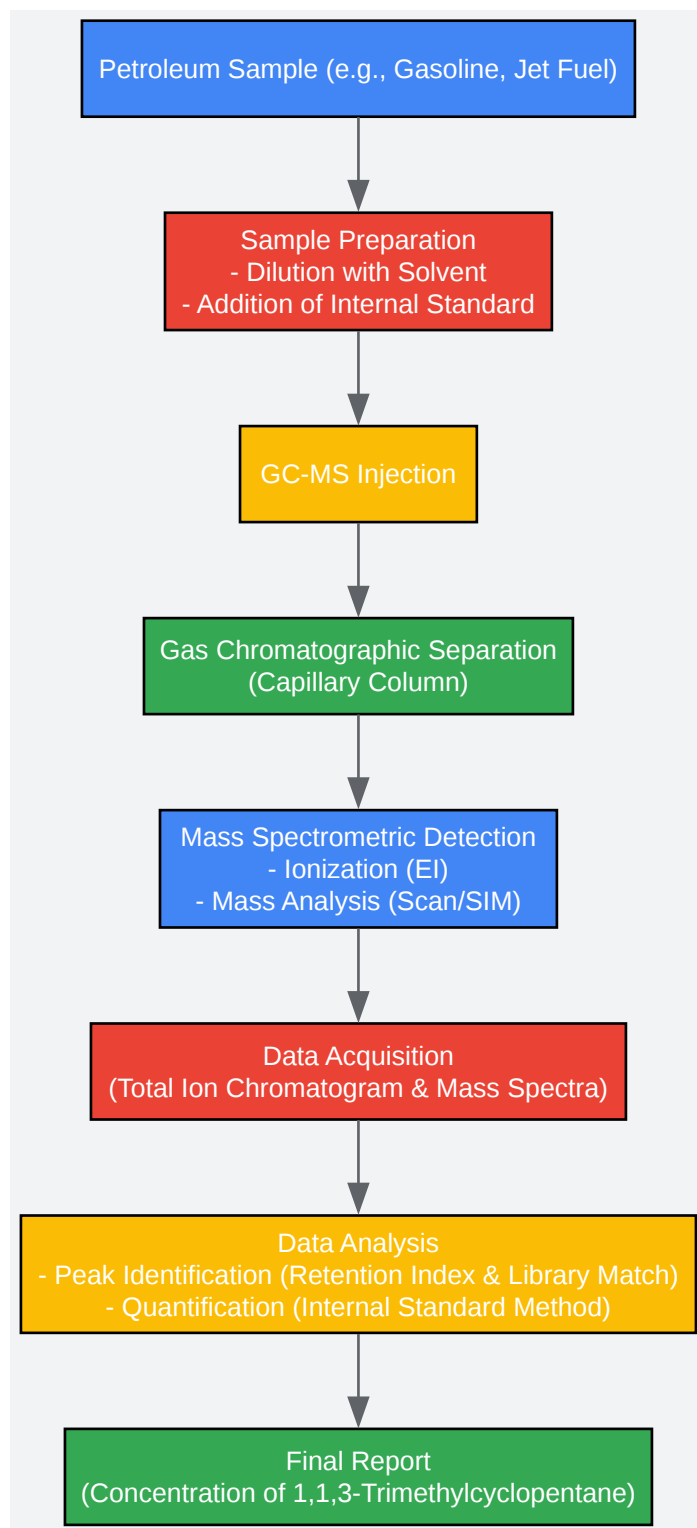 Petroleum Sample (e.g., Gasoline, Jet Fuel)
Sample Preparation
- Dilution with Solvent
- Addition of Internal Standard
GC-MS Injection
Gas Chromatographic Separation
(Capillary Column)
Mass Spectrometric Detection
- Ionization (EI)
- Mass Analysis (Scan/SIM)
Data Acquisition
(Total Ion Chromatogram & Mass Spectra)
Data Analysis
- Peak Identification (Retention Index & Library Match)
- Quantification (Internal Standard Method)
Final Report
(Concentration of 1,1,3-Trimethylcyclopentane)